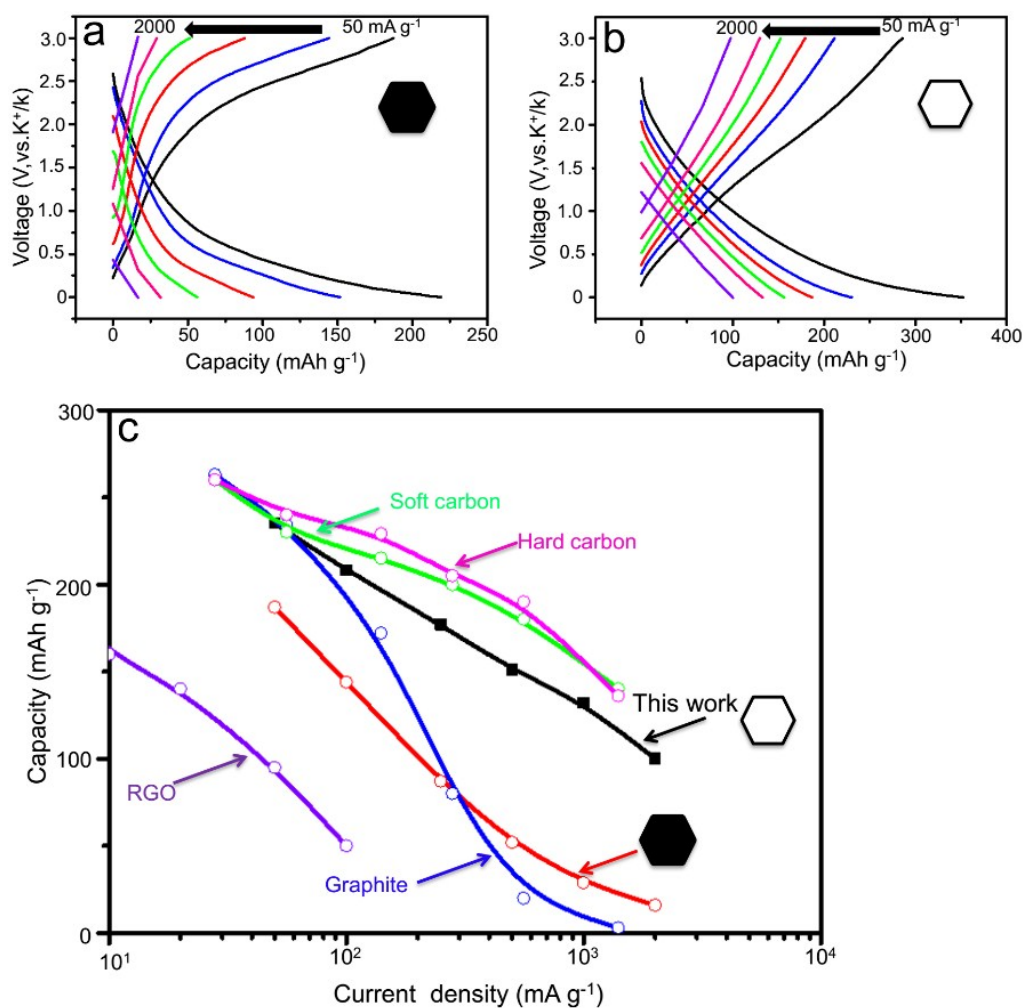 a
2000
50 mA g⁻¹
3.0
2.5
2.0
1.5
1.0
0.5
0
Voltage (V,vs.K⁺/k)
0
50
100
150
200
250
Capacity (mAh g⁻¹)
b
2000
50 mA g⁻¹
3.0
2.5
2.0
1.5
1.0
0.5
0
Voltage (V,vs.K⁺/k)
0
100
200
300
400
Capacity (mAh g⁻¹)
c
300
200
100
0
Capacity (mAh g⁻¹)
Soft carbon
Hard carbon
This work
RGO
Graphite
10¹
10²
10³
10⁴
Current density (mA g⁻¹)